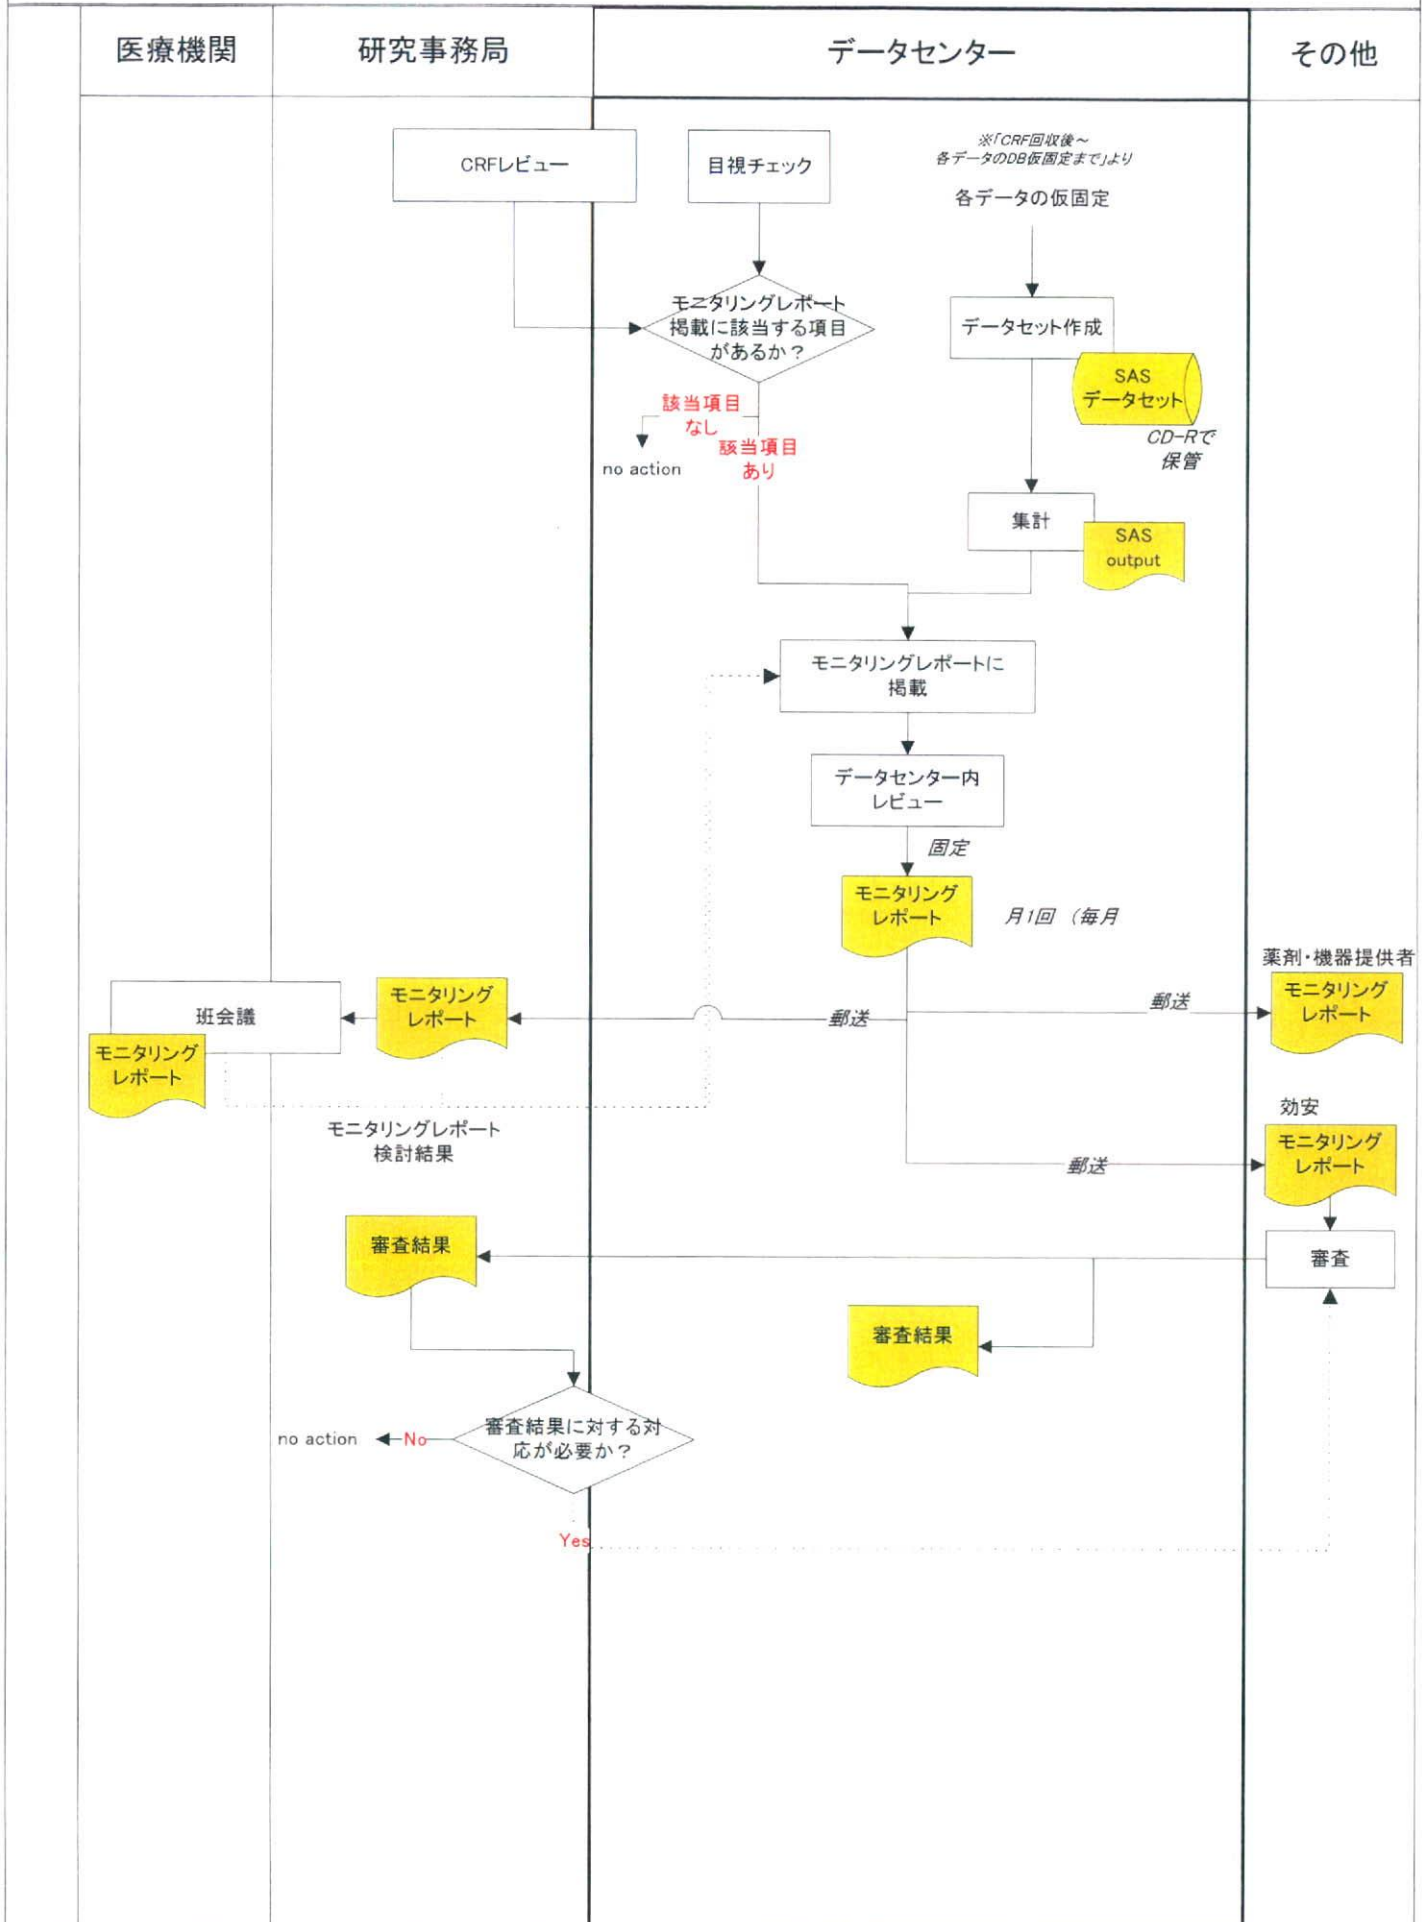 医療機関
研究事務局
データセンター
その他
CRFレビュー
目視チェック
※「CRF回収後～
各データのDB仮固定まで」より
各データの仮固定
モニタリングレポート
掲載に該当する項目
があるか？
データセット作成
SAS
データセット
CD-Rで
保管
該当項目
なし
no action
該当項目
あり
集計
SAS
output
モニタリングレポートに
掲載
データセンター内
レビュー
固定
モニタリング
レポート
月1回 （毎月
薬剤・機器提供者
モニタリング
レポート
郵送
郵送
モニタリング
レポート
班会議
モニタリング
レポート
モニタリングレポート
検討結果
効安
モニタリング
レポート
郵送
審査
審査結果
審査結果
審査結果に対する対
応が必要か？
No
no action
Yes